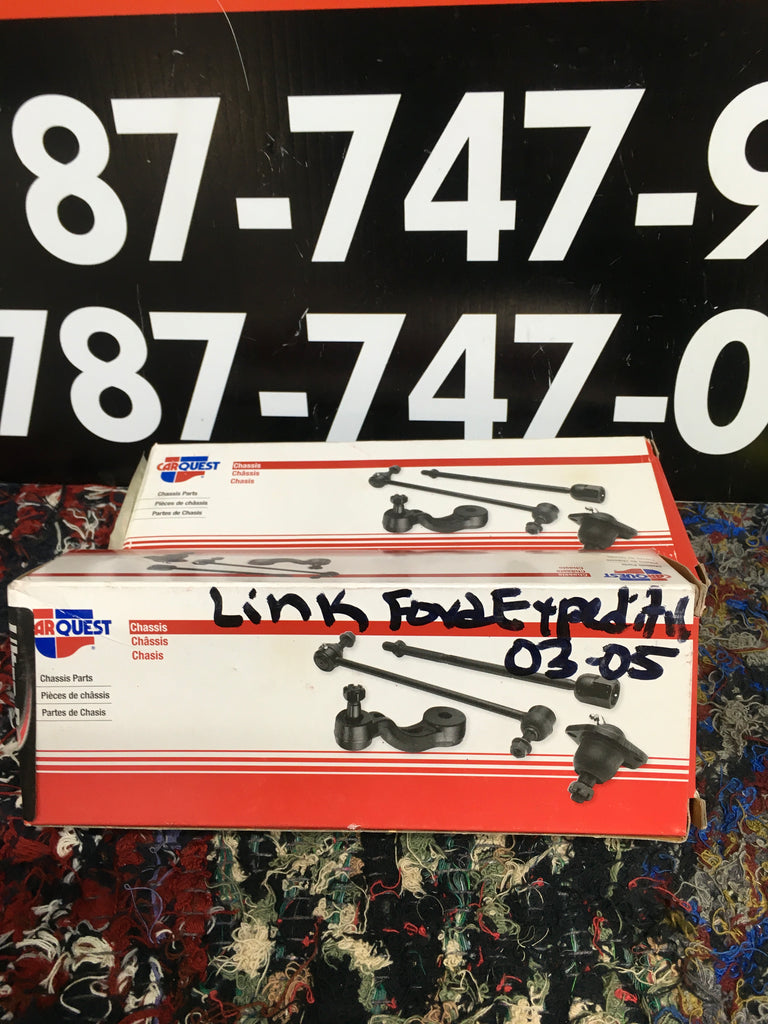 87-747-9
787-747-0
CARQUEST
Chassis
Châssis
Chasis
Chassis Parts
Pièces de châssis
Partes de Chasis
Link Ford Expedition
03-05
CARQUEST
Chassis
Châssis
Chasis
Chassis Parts
Pièces de châssis
Partes de Chasis